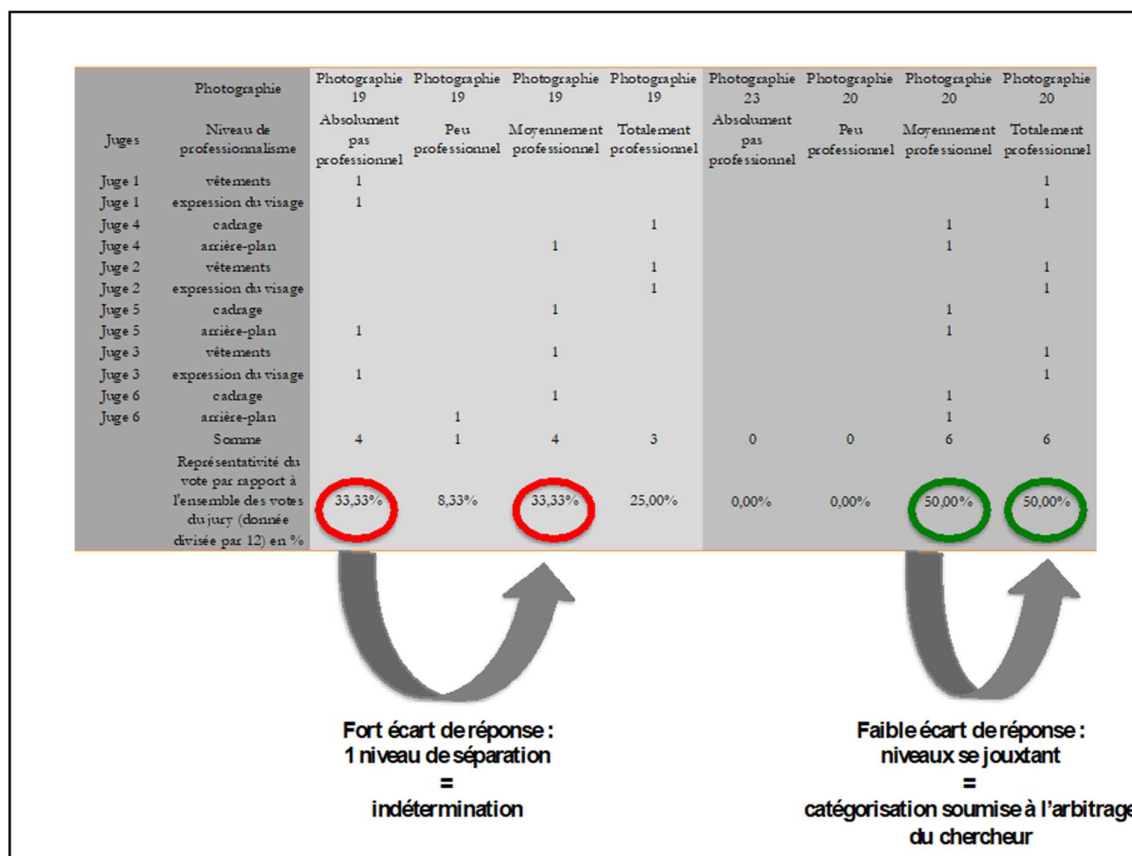 Photographie Photographie 19 Photographie 19 Photographie 19 Photographie 19 Photographie 23 Photographie 20 Photographie 20 Photographie 20
Juges Niveau de professionnalisme Absolument pas professionnel Peu professionnel Moyennement professionnel Totalement professionnel Absolument pas professionnel Peu professionnel Moyennement professionnel Totalement professionnel
Juge 1 vêtements 1 1
Juge 1 expression du visage 1 1
Juge 4 cadrage 1 1
Juge 4 arrière-plan 1 1
Juge 2 vêtements 1 1
Juge 2 expression du visage 1 1
Juge 5 cadrage 1 1
Juge 5 arrière-plan 1 1
Juge 3 vêtements 1 1
Juge 3 expression du visage 1 1
Juge 6 cadrage 1 1
Juge 6 arrière-plan 1 1
Somme 4 1 4 3 0 0 6 6
Représentativité du vote par rapport à l'ensemble des votes du jury (donnée divisée par 12) en % 33,33% 8,33% 33,33% 25,00% 0,00% 0,00% 50,00% 50,00%
Fort écart de réponse :
1 niveau de séparation
=
indétermination
Faible écart de réponse :
niveaux se jouxtant
=
catégorisation soumise à l'arbitrage
du chercheur